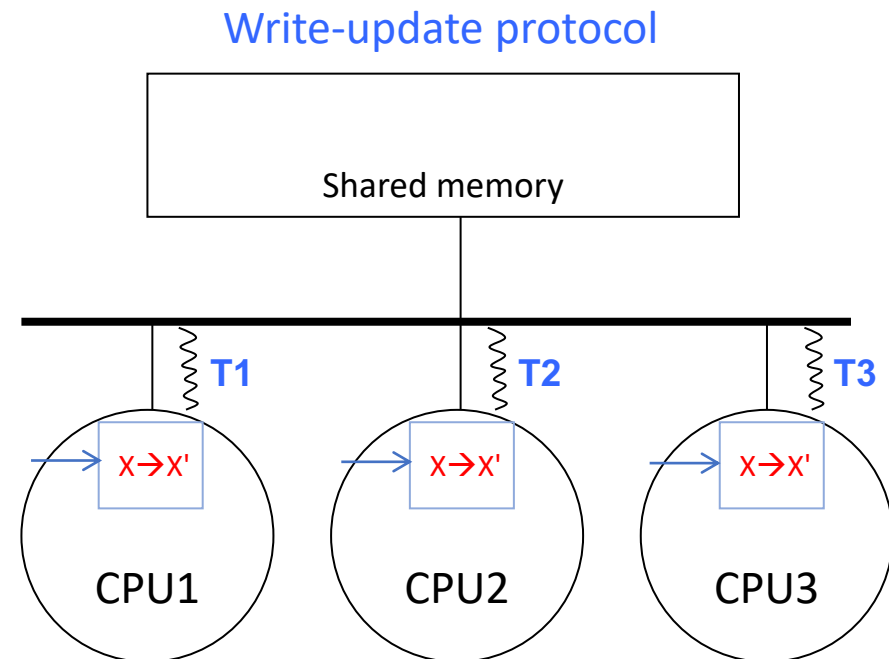 Write-update protocol
Shared memory
T1 T2 T3
X→X' X→X' X→X'
CPU1 CPU2 CPU3